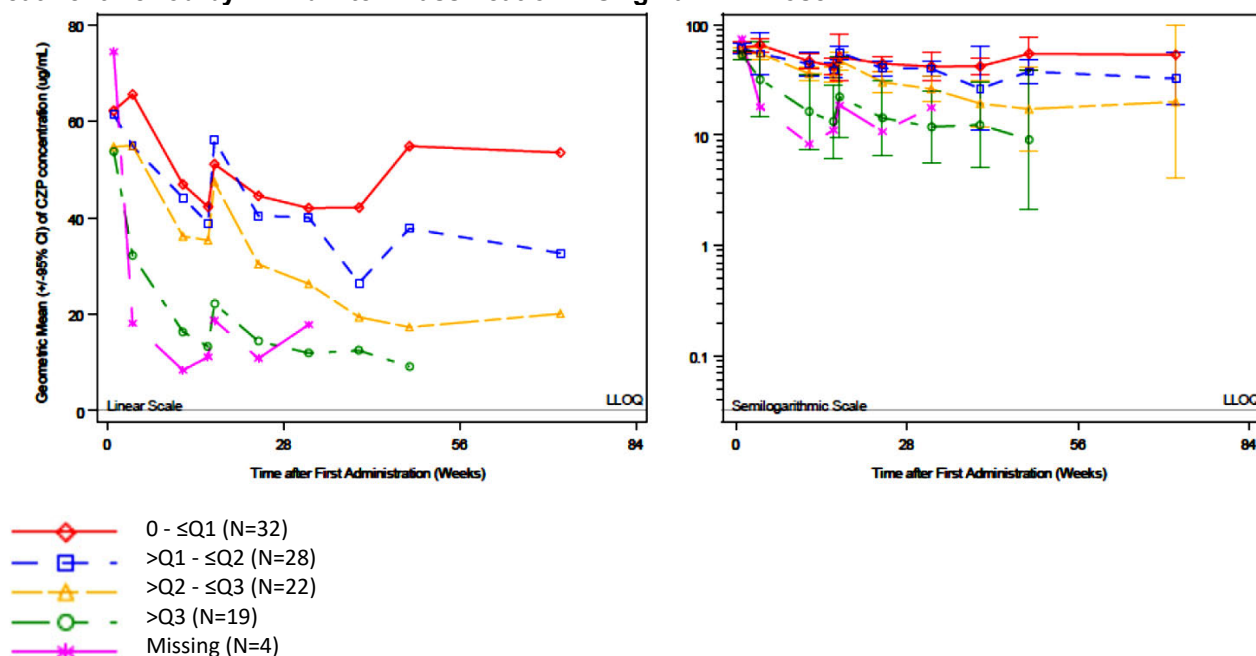 80
60
40
20
0
Geometric Mean (+/-95% CI) of CZP concentration (ug/mL)
Linear Scale
LLOQ
0 28 56 84
Time after First Administration (Weeks)
100
10
1
0.1
Semilogarithmic Scale
LLOQ
0 28 56 84
Time after First Administration (Weeks)
0 - ≤Q1 (N=32)
>Q1 - ≤Q2 (N=28)
>Q2 - ≤Q3 (N=22)
>Q3 (N=19)
Missing (N=4)